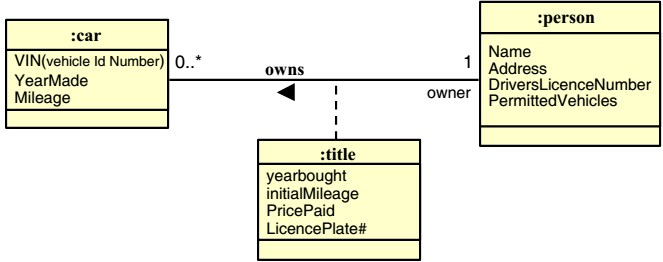 :car
VIN(vehicle Id Number)
YearMade
Mileage
0..*
owns
1
owner
:person
Name
Address
DriversLicenceNumber
PermittedVehicles
:title
yearbought
initialMileage
PricePaid
LicencePlate#